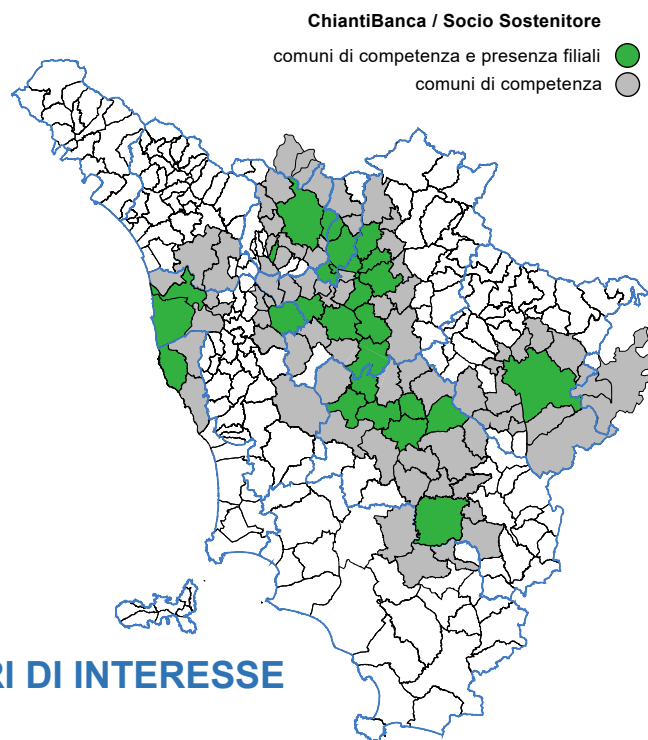 ChiantiBanca / Socio Sostenitore
comuni di competenza e presenza filiali
comuni di competenza
RI DI INTERESSE